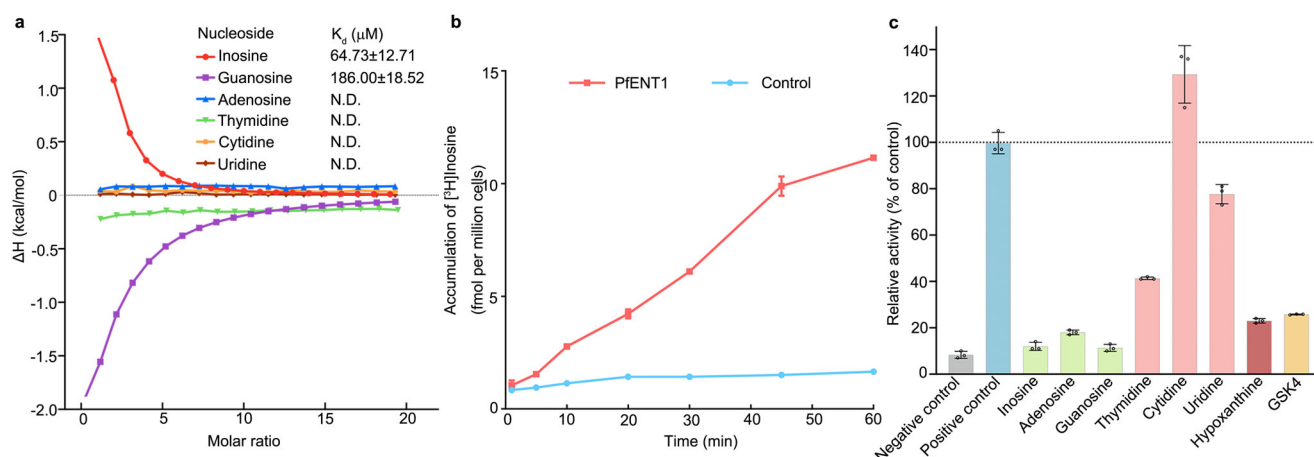 a
Nucleoside K_d (μM)
Inosine 64.73±12.71
Guanosine 186.00±18.52
Adenosine N.D.
Thymidine N.D.
Cytidine N.D.
Uridine N.D.
1.5
1.0
0.5
0
-0.5
-1.0
-1.5
-2.0
ΔH (kcal/mol)
0 5 10 15 20
Molar ratio
b
PfENT1 Control
15
10
5
0
Accumulation of [³H]Inosine
(fmol per million cells)
0 10 20 30 40 50 60
Time (min)
c
140
120
100
80
60
40
20
0
Relative activity (% of control)
Negative control
Positive control
Inosine
Adenosine
Guanosine
Thymidine
Cytidine
Uridine
Hypoxanthine
GSK4